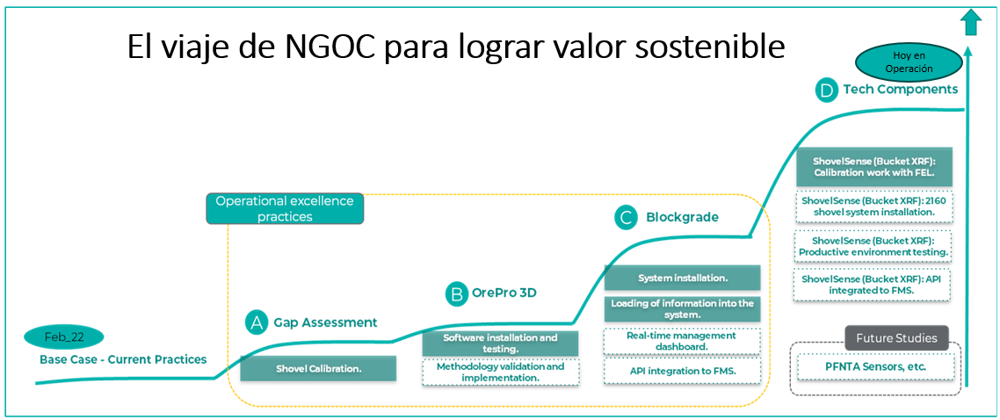 El viaje de NGOC para lograr valor sostenible
Hoy en
Operación
D Tech Components
ShovelSense (Bucket XRF):
Calibration work with FEL.
ShovelSense (Bucket XRF): 2160
shovel system installation.
ShovelSense (Bucket XRF):
Productive environment testing.
ShovelSense (Bucket XRF): API
integrated to FMS.
Future Studies
PFNTA Sensors, etc.
Operational excellence
practices
C Blockgrade
System installation.
Loading of information into the
system.
Real-time management
dashboard.
API integration to FMS.
B OrePro 3D
Software installation and
testing.
Methodology validation and
implementation.
A Gap Assessment
Shovel Calibration.
Feb_22
Base Case - Current Practices